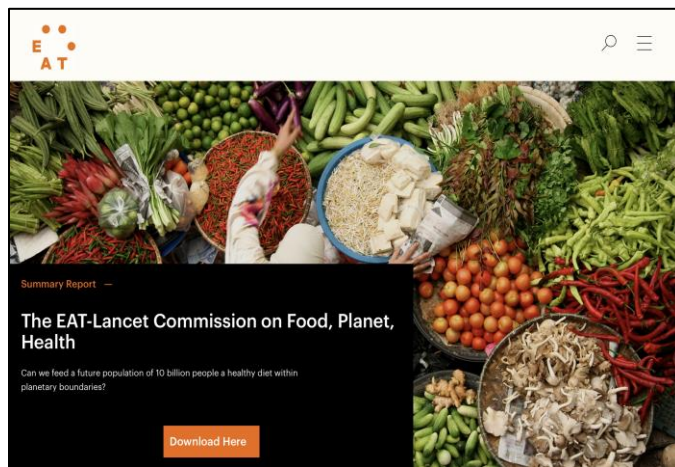 E
A T
Summary Report —
The EAT-Lancet Commission on Food, Planet,
Health
Can we feed a future population of 10 billion people a healthy diet within
planetary boundaries?
Download Here